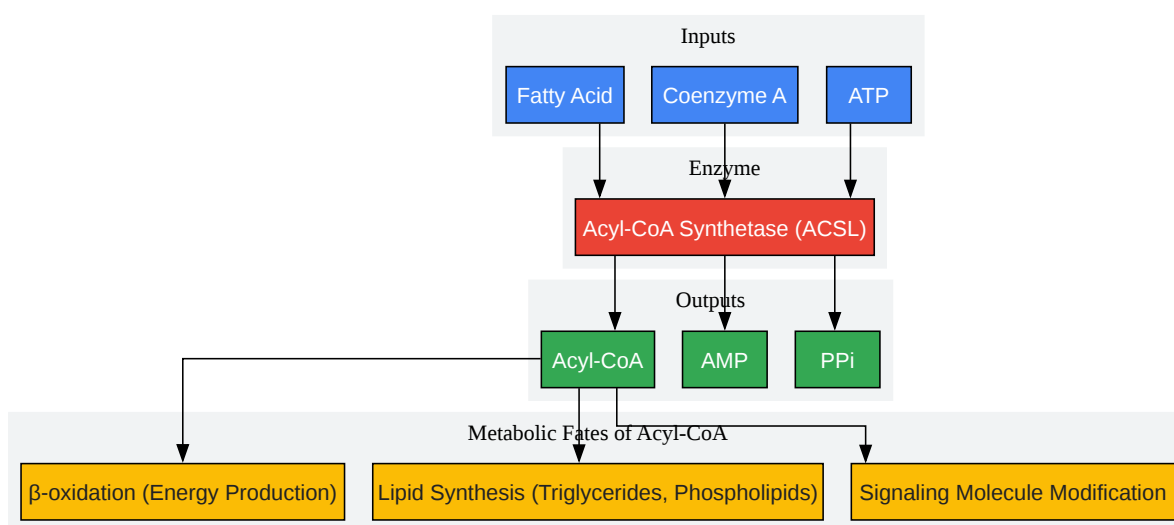 Inputs
Fatty Acid
Coenzyme A
ATP
Enzyme
Acyl-CoA Synthetase (ACSL)
Outputs
Acyl-CoA
AMP
PPi
Metabolic Fates of Acyl-CoA
β-oxidation (Energy Production)
Lipid Synthesis (Triglycerides, Phospholipids)
Signaling Molecule Modification